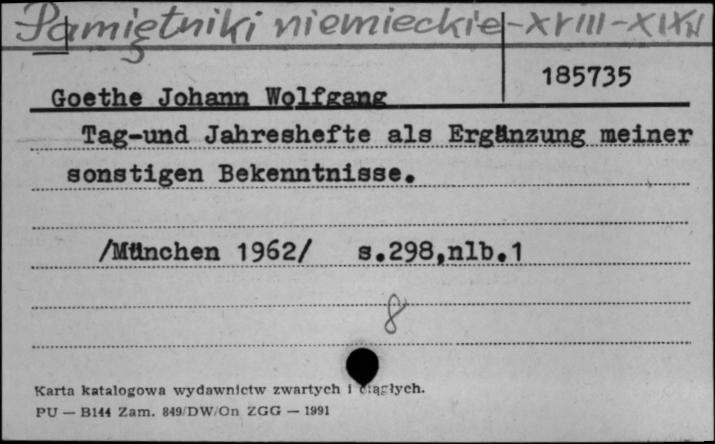 Pamiętniki niemieckie - XVIII - XIX w
185735
Goethe Johann Wolfgang
Tag-und Jahreshefte als Ergänzung meiner
sonstigen Bekenntnisse.
/München 1962/ s.298,nlb.1
8
Karta katalogowa wydawnictw zwartych i ciągłych.
PU — B144 Zam. 849/DW/On ZGG — 1991